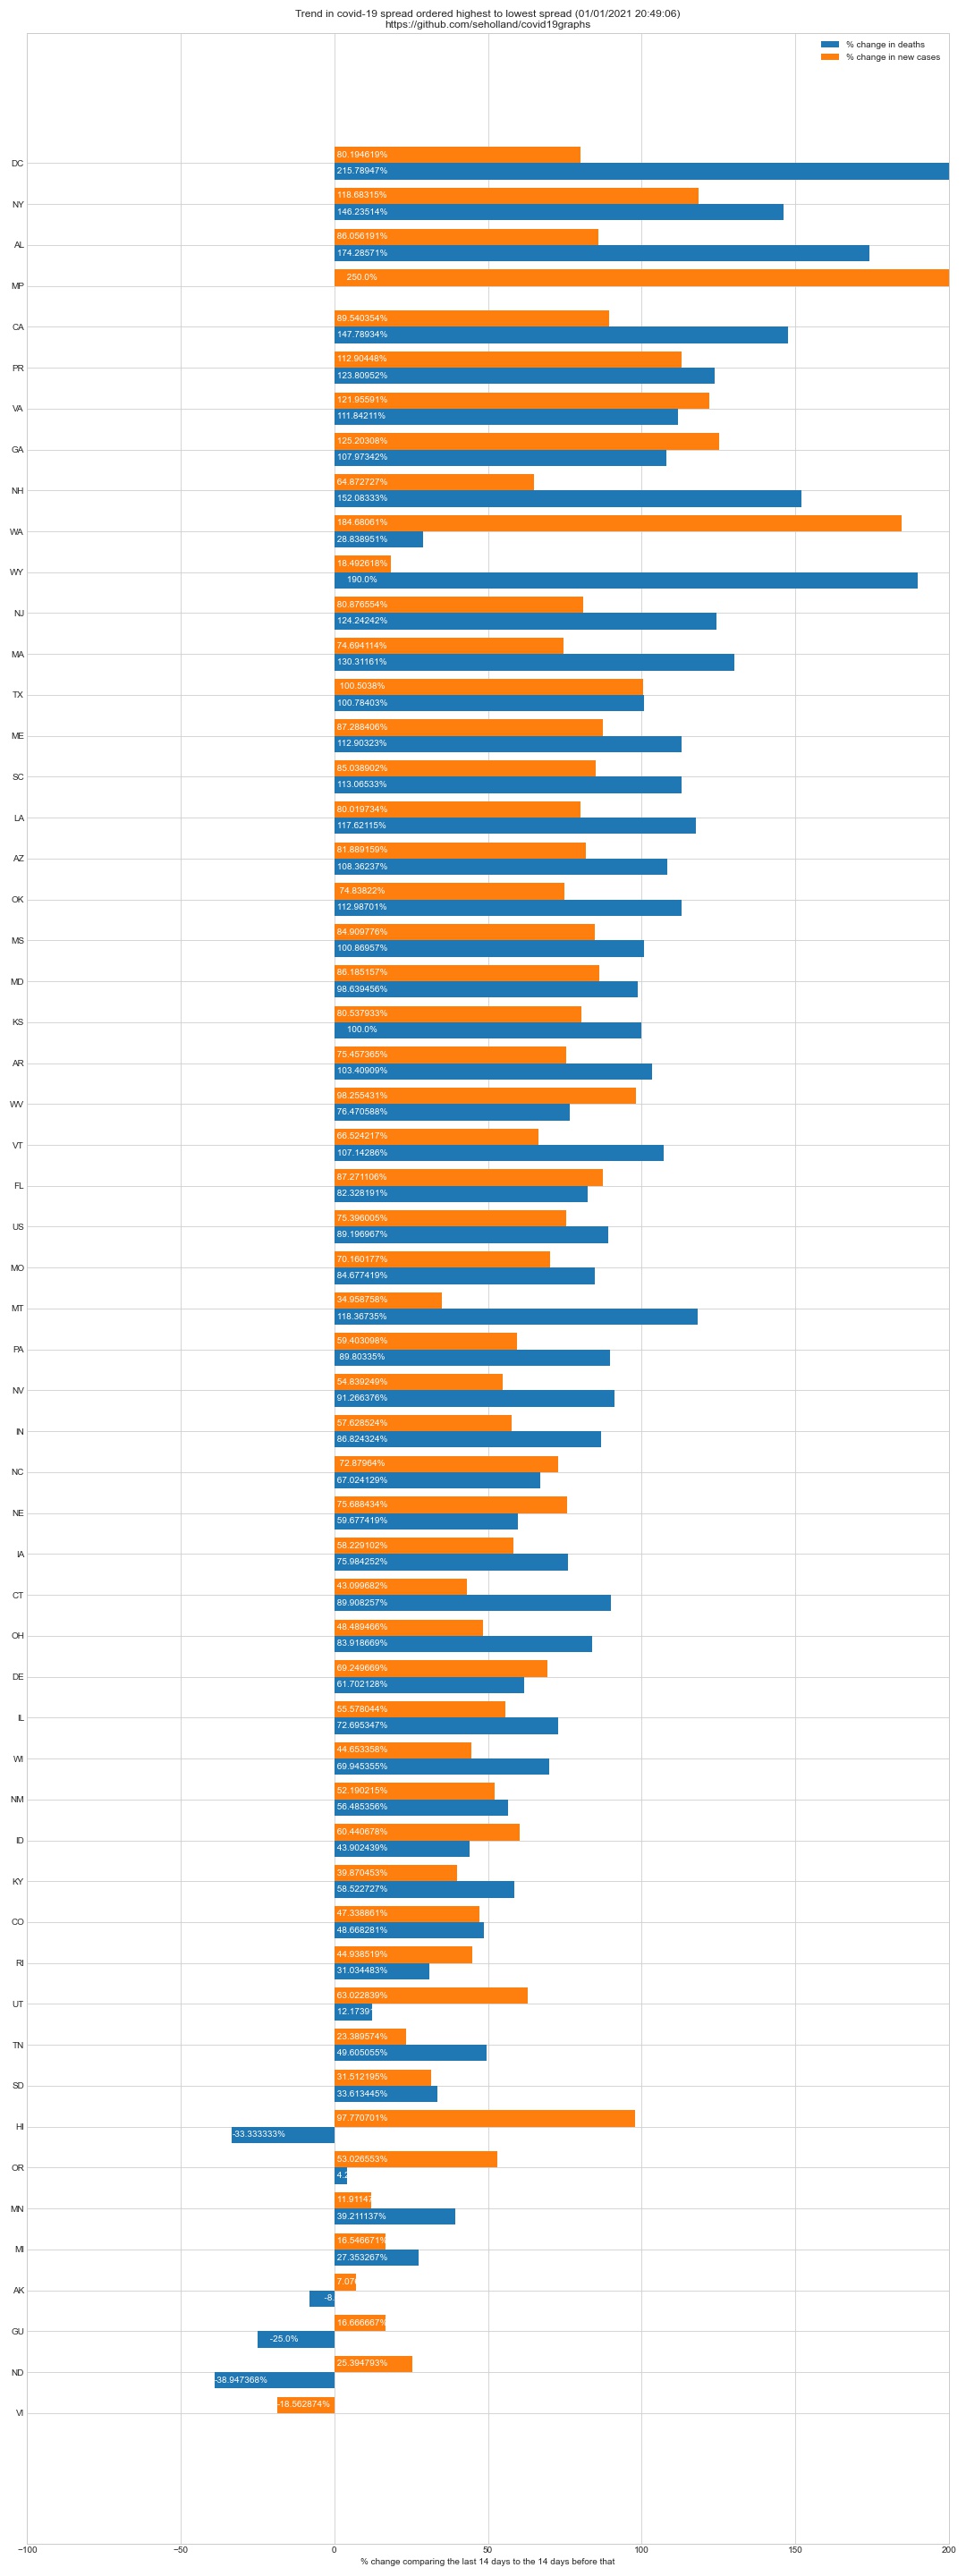 Trend in covid-19 spread ordered highest to lowest spread (01/01/2021 20:49:06)
https://github.com/seholland/covid19graphs
% change in deaths
% change in new cases
80.194619%
DC
215.78947%
118.68315%
NY
146.23514%
86.056191%
AL
174.28571%
250.0%
MP
89.540354%
CA
147.78934%
112.90448%
PR
123.80952%
121.95591%
VA
111.84211%
125.20308%
GA
107.97342%
64.872727%
NH
152.08333%
184.68061%
WA
28.838951%
18.492618%
WY
190.0%
80.876554%
NJ
124.24242%
74.694114%
MA
130.31161%
100.5038%
TX
100.78403%
87.288406%
ME
112.90323%
85.038902%
SC
113.06533%
80.019734%
LA
117.62115%
81.889159%
AZ
108.36237%
74.83822%
OK
112.98701%
84.909776%
MS
100.86957%
86.185157%
MD
98.639456%
80.537933%
KS
100.0%
75.457365%
AR
103.40909%
98.255431%
WV
76.470588%
66.524217%
VT
107.14286%
87.271106%
FL
82.328191%
75.396005%
US
89.196967%
70.160177%
MO
84.677419%
34.958758%
MT
118.36735%
59.403098%
PA
89.80335%
54.839249%
NV
91.266376%
57.628524%
IN
86.824324%
72.87964%
NC
67.024129%
75.688434%
NE
59.677419%
58.229102%
IA
75.984252%
43.099682%
CT
89.908257%
48.489466%
OH
83.918669%
69.249669%
DE
61.702128%
55.578044%
IL
72.695347%
44.653358%
WI
69.945355%
52.190215%
NM
56.485356%
60.440678%
ID
43.902439%
39.870453%
KY
58.522727%
47.338861%
CO
48.668281%
44.938519%
RI
31.034483%
63.022839%
UT
12.1739
23.389574%
TN
49.605055%
31.512195%
SD
33.613445%
97.770701%
HI
-33.333333%
53.026553%
OR
4.2
11.91147
MN
39.211137%
16.546671%
MI
27.353267%
7.07
AK
-8.
16.666667%
GU
-25.0%
25.394793%
ND
-38.947368%
-18.562874%
VI
−100 −50 0 50 100 150 200
% change comparing the last 14 days to the 14 days before that